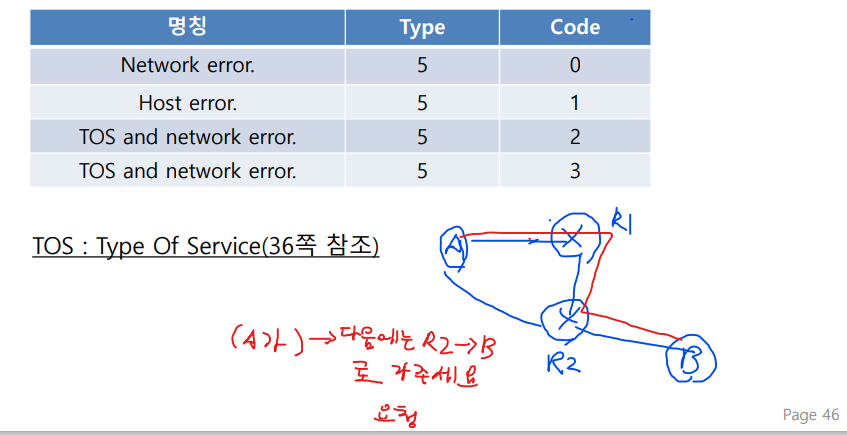 명칭 Type Code
Network error. 5 0
Host error. 5 1
TOS and network error. 5 2
TOS and network error. 5 3
TOS : Type Of Service(36쪽 참조)
R1
A
R2
B
(A가) → 다음에는 R2→B
로 가주세요
요청
Page 46